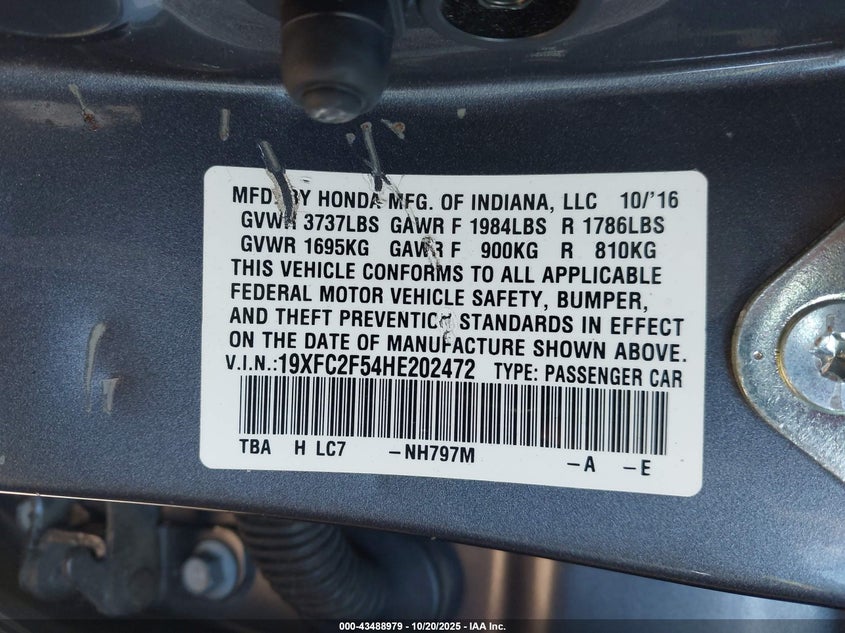 MFD. BY HONDA MFG. OF INDIANA, LLC 10/'16
GVWR 3737LBS GAWR F 1984LBS R 1786LBS
GVWR 1695KG GAWR F 900KG R 810KG
THIS VEHICLE CONFORMS TO ALL APPLICABLE
FEDERAL MOTOR VEHICLE SAFETY, BUMPER,
AND THEFT PREVENTION STANDARDS IN EFFECT
ON THE DATE OF MANUFACTURE SHOWN ABOVE.
V.I.N.:19XFC2F54HE202472 TYPE: PASSENGER CAR
TBA H LC7 -NH797M -A -E
000-43488979 | 10/20/2025 - IAA Inc.